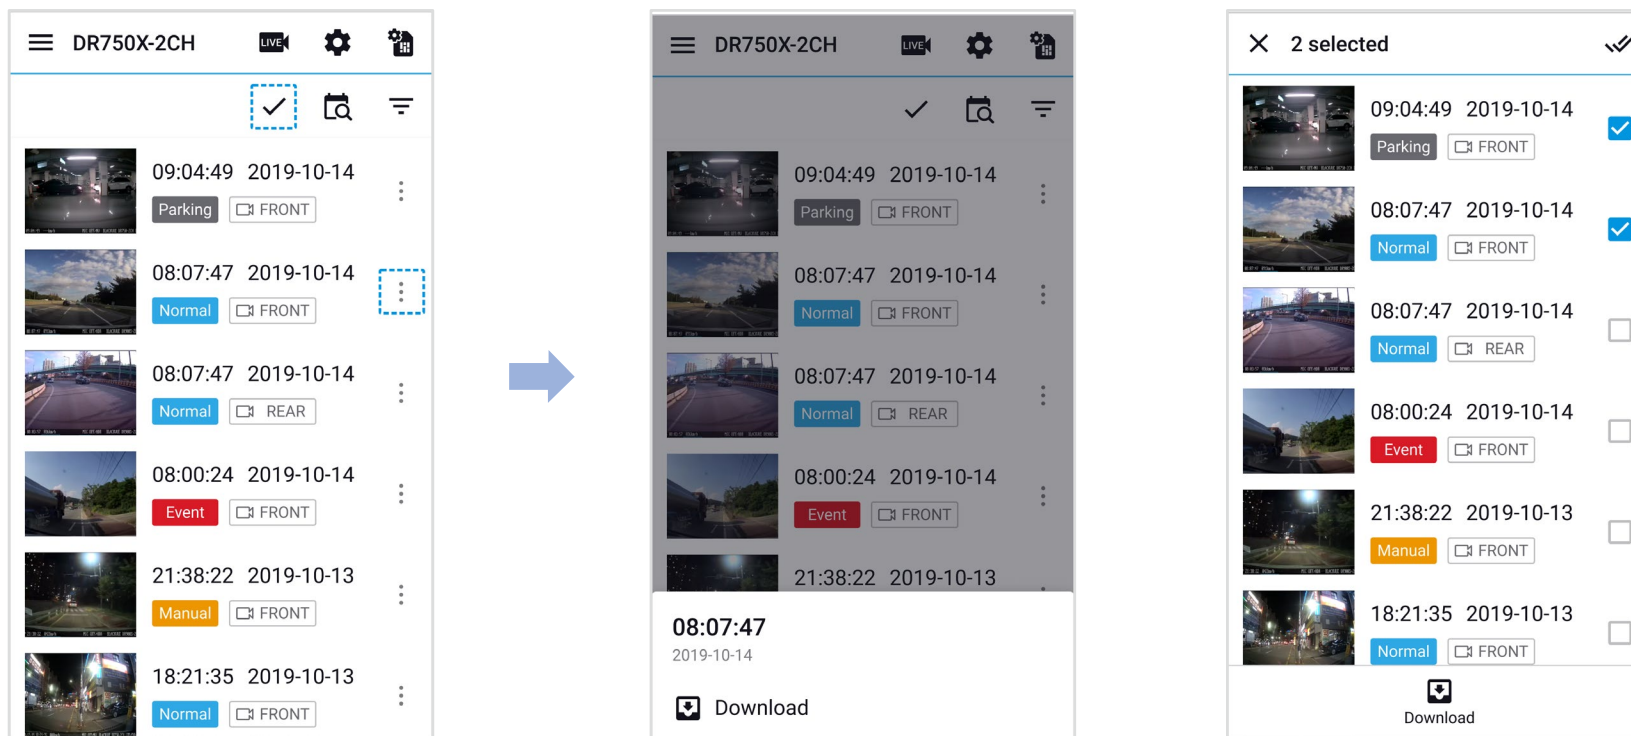 DR750X-2CH LIVE
09:04:49 2019-10-14
Parking FRONT
08:07:47 2019-10-14
Normal FRONT
08:07:47 2019-10-14
Normal REAR
08:00:24 2019-10-14
Event FRONT
21:38:22 2019-10-13
Manual FRONT
18:21:35 2019-10-13
Normal FRONT
DR750X-2CH LIVE
09:04:49 2019-10-14
Parking FRONT
08:07:47 2019-10-14
Normal FRONT
08:07:47 2019-10-14
Normal REAR
08:00:24 2019-10-14
Event FRONT
21:38:22 2019-10-13
08:07:47
2019-10-14
Download
2 selected
09:04:49 2019-10-14
Parking FRONT
08:07:47 2019-10-14
Normal FRONT
08:07:47 2019-10-14
Normal REAR
08:00:24 2019-10-14
Event FRONT
21:38:22 2019-10-13
Manual FRONT
18:21:35 2019-10-13
Normal FRONT
Download